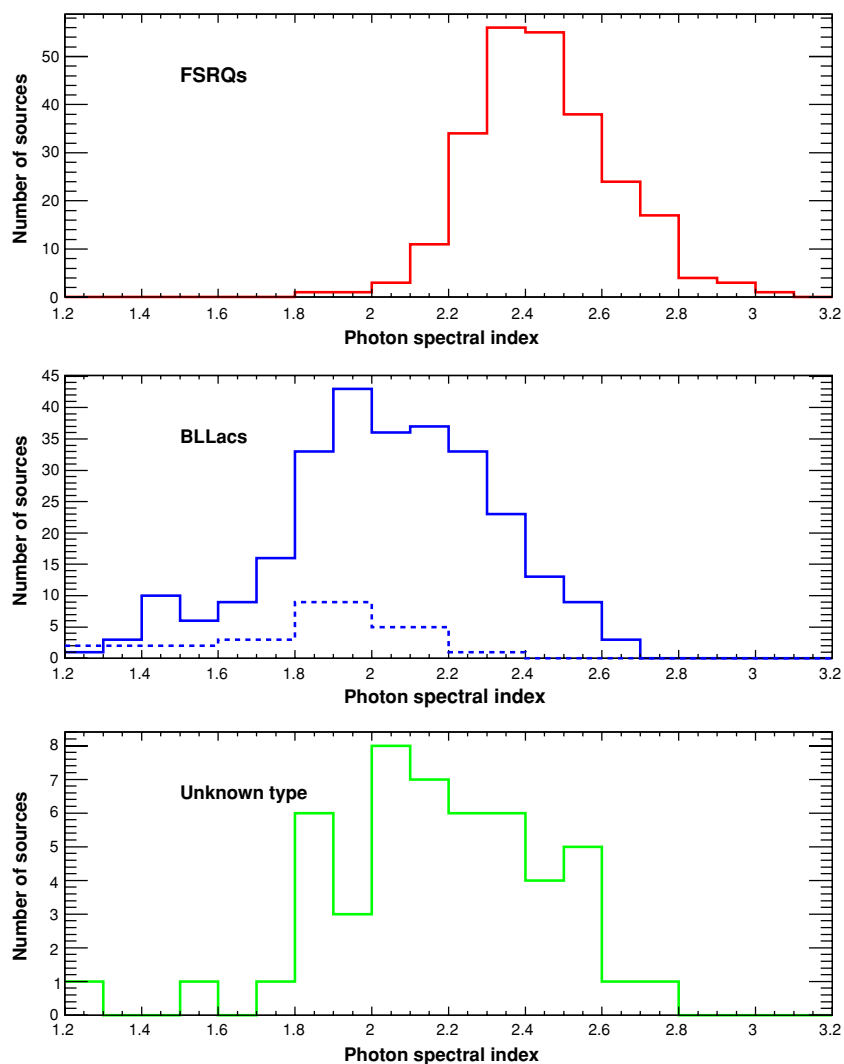 Number of sources
50
40
30
20
10
0
FSRQs
1.2 1.4 1.6 1.8 2 2.2 2.4 2.6 2.8 3 3.2
Photon spectral index
Number of sources
45
40
35
30
25
20
15
10
5
0
BLLacs
1.2 1.4 1.6 1.8 2 2.2 2.4 2.6 2.8 3 3.2
Photon spectral index
Number of sources
8
7
6
5
4
3
2
1
0
Unknown type
1.2 1.4 1.6 1.8 2 2.2 2.4 2.6 2.8 3 3.2
Photon spectral index